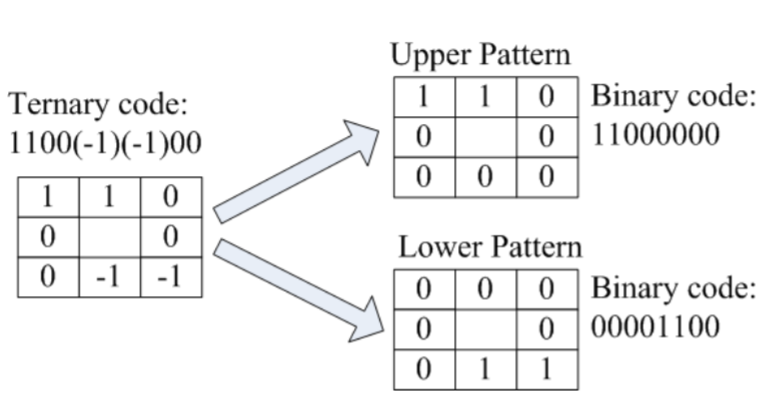 Ternary code:
1100(-1)(-1)00
1 1 0
0 0
0 -1 -1
Upper Pattern
1 1 0
0 0
0 0 0
Binary code:
11000000
Lower Pattern
0 0 0
0 0
0 1 1
Binary code:
00001100